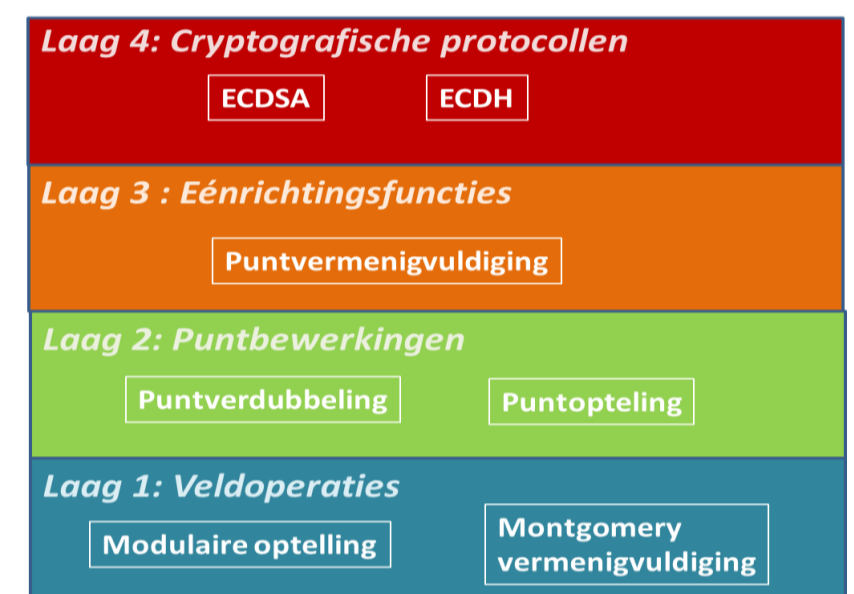 Laag 4: Cryptografische protocollen
ECDSA ECDH
Laag 3 : Eénrichtingsfuncties
Puntvermenigvuldiging
Laag 2: Puntbewerkingen
Puntverdubbeling Puntopteling
Laag 1: Veldoperaties
Modulaire optelling
Montgomery
vermenigvuldiging